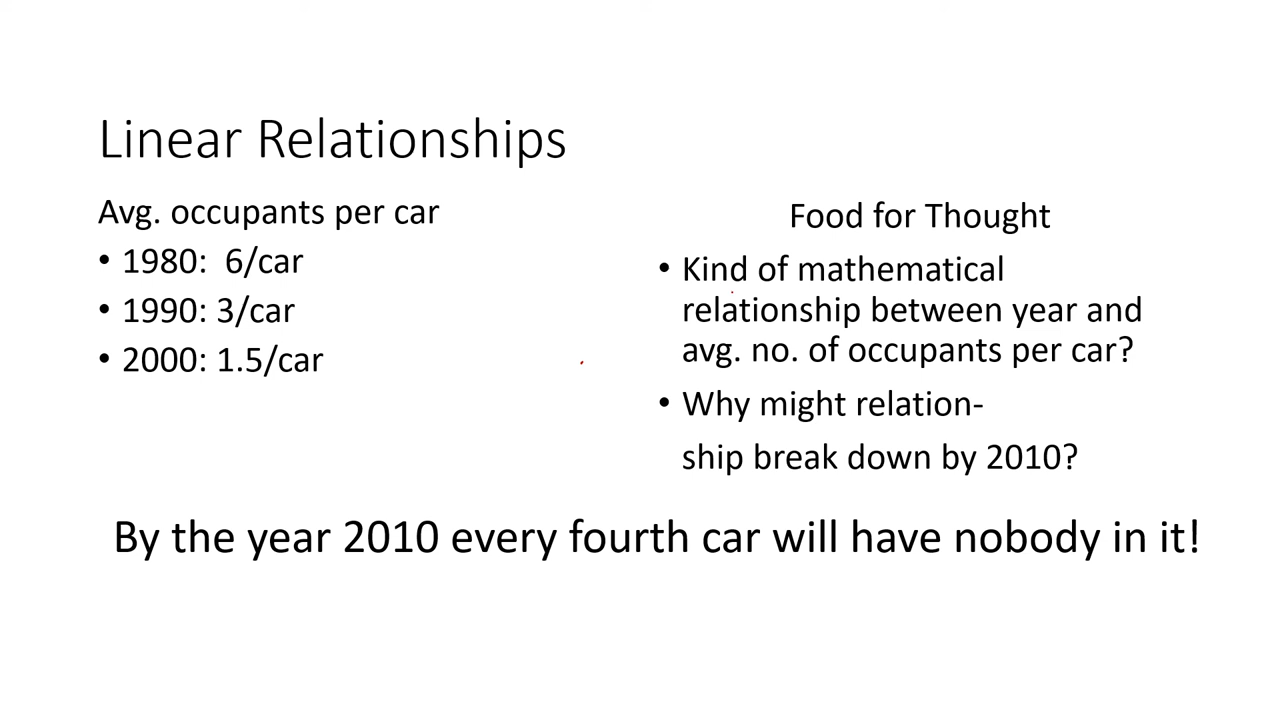 Linear Relationships
Avg. occupants per car
• 1980:  6/car
• 1990: 3/car
• 2000: 1.5/car
Food for Thought
• Kind of mathematical
relationship between year and
avg. no. of occupants per car?
• Why might relation-
ship break down by 2010?
By the year 2010 every fourth car will have nobody in it!